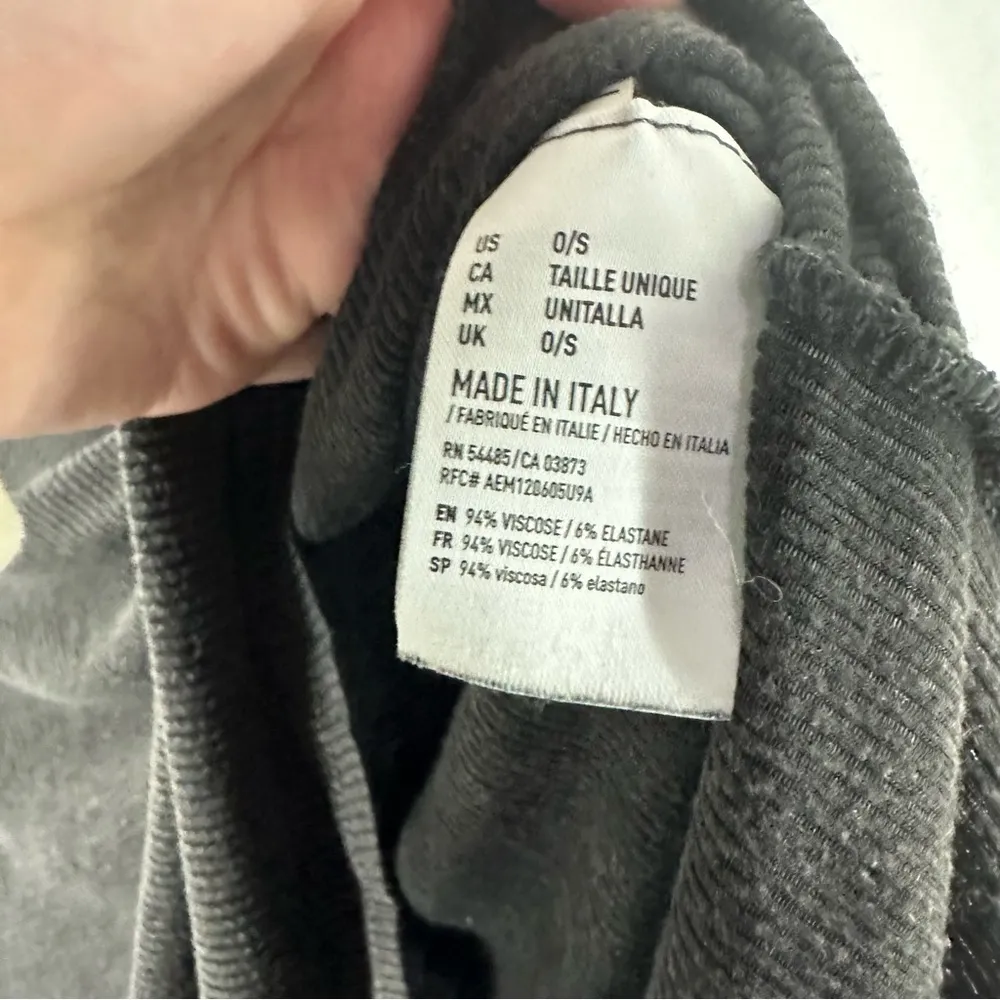 US O/S
CA TAILLE UNIQUE
MX UNITALLA
UK O/S
MADE IN ITALY
/ FABRIQUÉ EN ITALIE / HECHO EN ITALIA
RN 54485/CA 03873
RFC# AEM120605U9A
EN 94% VISCOSE / 6% ELASTANE
FR 94% VISCOSE / 6% ÉLASTHANNE
SP 94% viscosa / 6% elastano